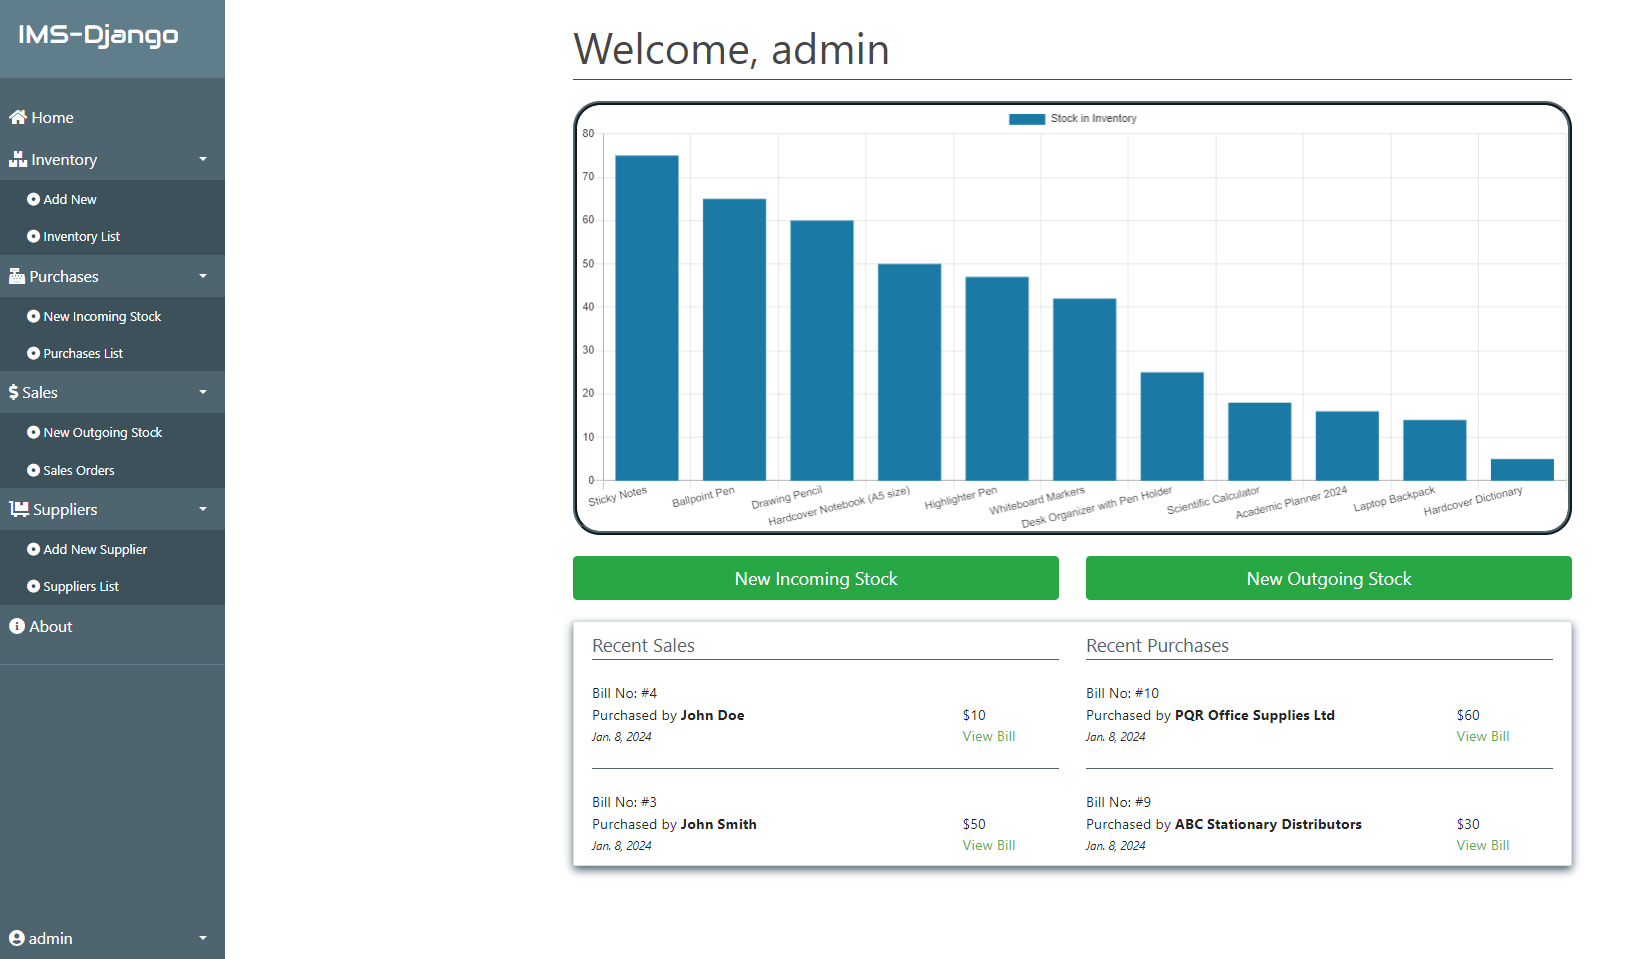 IMS-Django
Home
Inventory
Add New
Inventory List
Purchases
New Incoming Stock
Purchases List
Sales
New Outgoing Stock
Sales Orders
Suppliers
Add New Supplier
Suppliers List
About
admin
Welcome, admin
Stock in Inventory
80
70
60
50
40
30
20
10
0
Sticky Notes
Ballpoint Pen
Drawing Pencil
Hardcover Notebook (A5 size)
Highlighter Pen
Whiteboard Markers
Desk Organizer with Pen Holder
Scientific Calculator
Academic Planner 2024
Laptop Backpack
Hardcover Dictionary
New Incoming Stock
New Outgoing Stock
Recent Sales
Bill No: #4
Purchased by John Doe $10
Jan. 8, 2024 View Bill
Bill No: #3
Purchased by John Smith $50
Jan. 8, 2024 View Bill
Recent Purchases
Bill No: #10
Purchased by PQR Office Supplies Ltd $60
Jan. 8, 2024 View Bill
Bill No: #9
Purchased by ABC Stationary Distributors $30
Jan. 8, 2024 View Bill